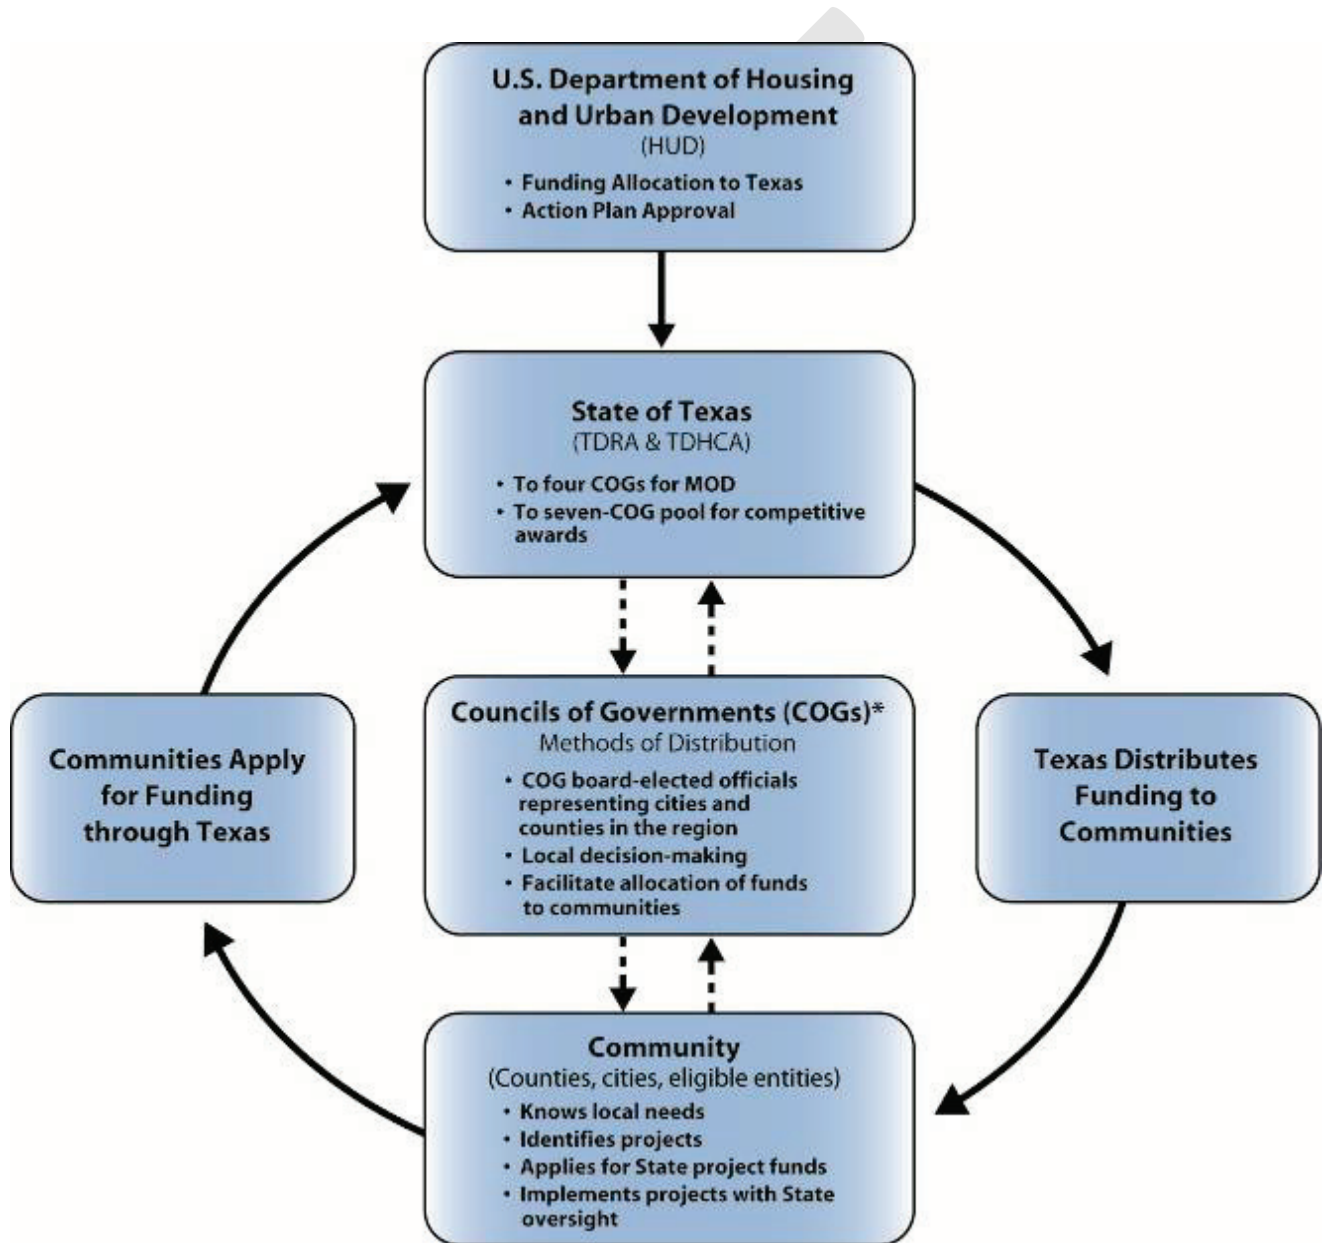 U.S. Department of Housing
and Urban Development
(HUD)
• Funding Allocation to Texas
• Action Plan Approval
State of Texas
(TDRA & TDHCA)
• To four COGs for MOD
• To seven-COG pool for competitive
awards
Communities Apply
for Funding
through Texas
Councils of Governments (COGs)*
Methods of Distribution
• COG board-elected officials
representing cities and
counties in the region
• Local decision-making
• Facilitate allocation of funds
to communities
Texas Distributes
Funding to
Communities
Community
(Counties, cities, eligible entities)
• Knows local needs
• Identifies projects
• Applies for State project funds
• Implements projects with State
oversight